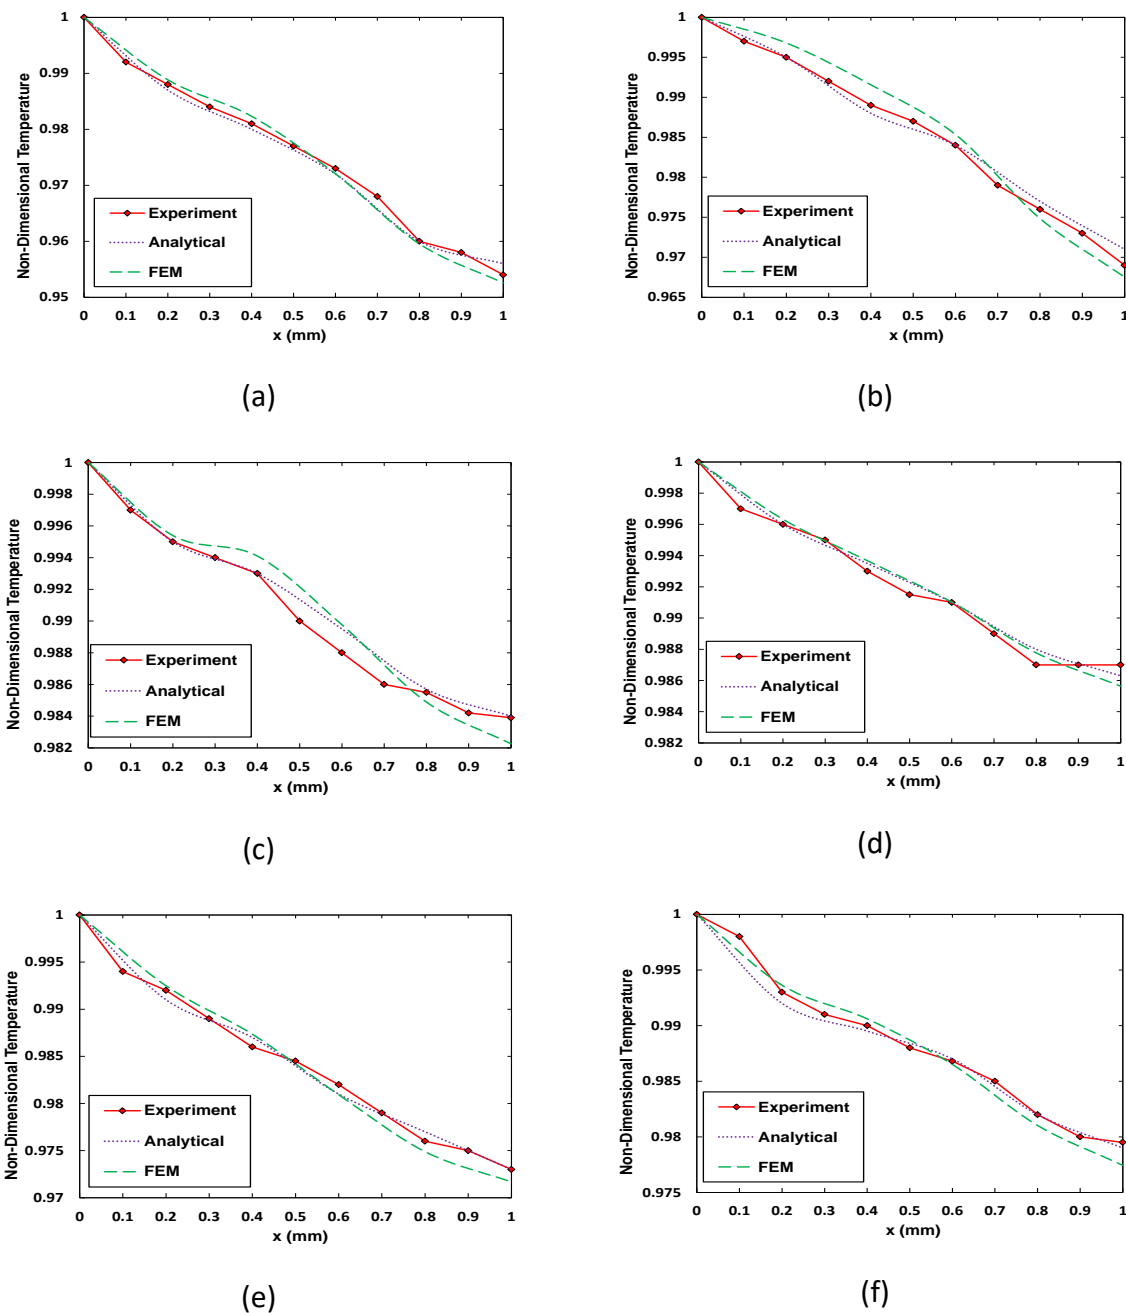 1
0.99
0.98
0.97
0.96
0.95
Non-Dimensional Temperature
Experiment
Analytical
FEM
0 0.1 0.2 0.3 0.4 0.5 0.6 0.7 0.8 0.9 1
x (mm)
(a)
1
0.995
0.99
0.985
0.98
0.975
0.97
0.965
Non-Dimensional Temperature
Experiment
Analytical
FEM
0 0.1 0.2 0.3 0.4 0.5 0.6 0.7 0.8 0.9 1
x (mm)
(b)
1
0.998
0.996
0.994
0.992
0.99
0.988
0.986
0.984
0.982
Non-Dimensional Temperature
Experiment
Analytical
FEM
0 0.1 0.2 0.3 0.4 0.5 0.6 0.7 0.8 0.9 1
x (mm)
(c)
1
0.998
0.996
0.994
0.992
0.99
0.988
0.986
0.984
0.982
Non-Dimensional Temperature
Experiment
Analytical
FEM
0 0.1 0.2 0.3 0.4 0.5 0.6 0.7 0.8 0.9 1
x (mm)
(d)
1
0.995
0.99
0.985
0.98
0.975
0.97
Non-Dimensional Temperature
Experiment
Analytical
FEM
0 0.1 0.2 0.3 0.4 0.5 0.6 0.7 0.8 0.9 1
x (mm)
(e)
1
0.995
0.99
0.985
0.98
0.975
Non-Dimensional Temperature
Experiment
Analytical
FEM
0 0.1 0.2 0.3 0.4 0.5 0.6 0.7 0.8 0.9 1
x (mm)
(f)